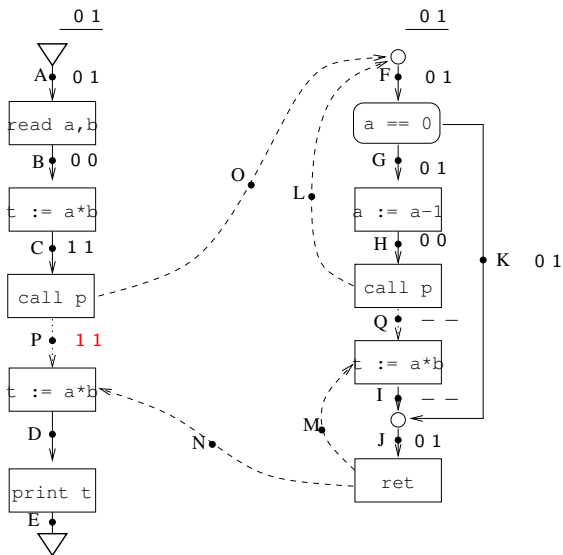 0 1
A 0 1
read a,b
B 0 0
t := a*b
C 1 1
call p
P 1 1
t := a*b
D
print t
E
O
N
0 1
F 0 1
a == 0
G 0 1
a := a-1
H 0 0
call p
Q – –
t := a*b
I – –
J 0 1
ret
L
M
K 0 1